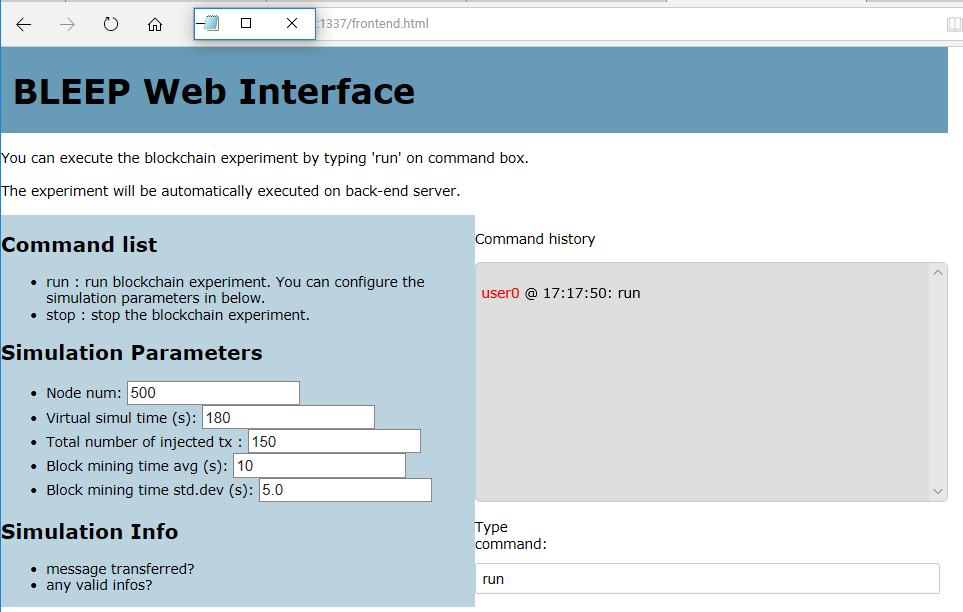 :1337/frontend.html
BLEEP Web Interface
You can execute the blockchain experiment by typing 'run' on command box.
The experiment will be automatically executed on back-end server.
Command list
run : run blockchain experiment. You can configure the
simulation parameters in below.
stop : stop the blockchain experiment.
Simulation Parameters
Node num: 500
Virtual simul time (s): 180
Total number of injected tx : 150
Block mining time avg (s): 10
Block mining time std.dev (s): 5.0
Simulation Info
message transferred?
any valid infos?
Command history
user0 @ 17:17:50: run
Type
command:
run